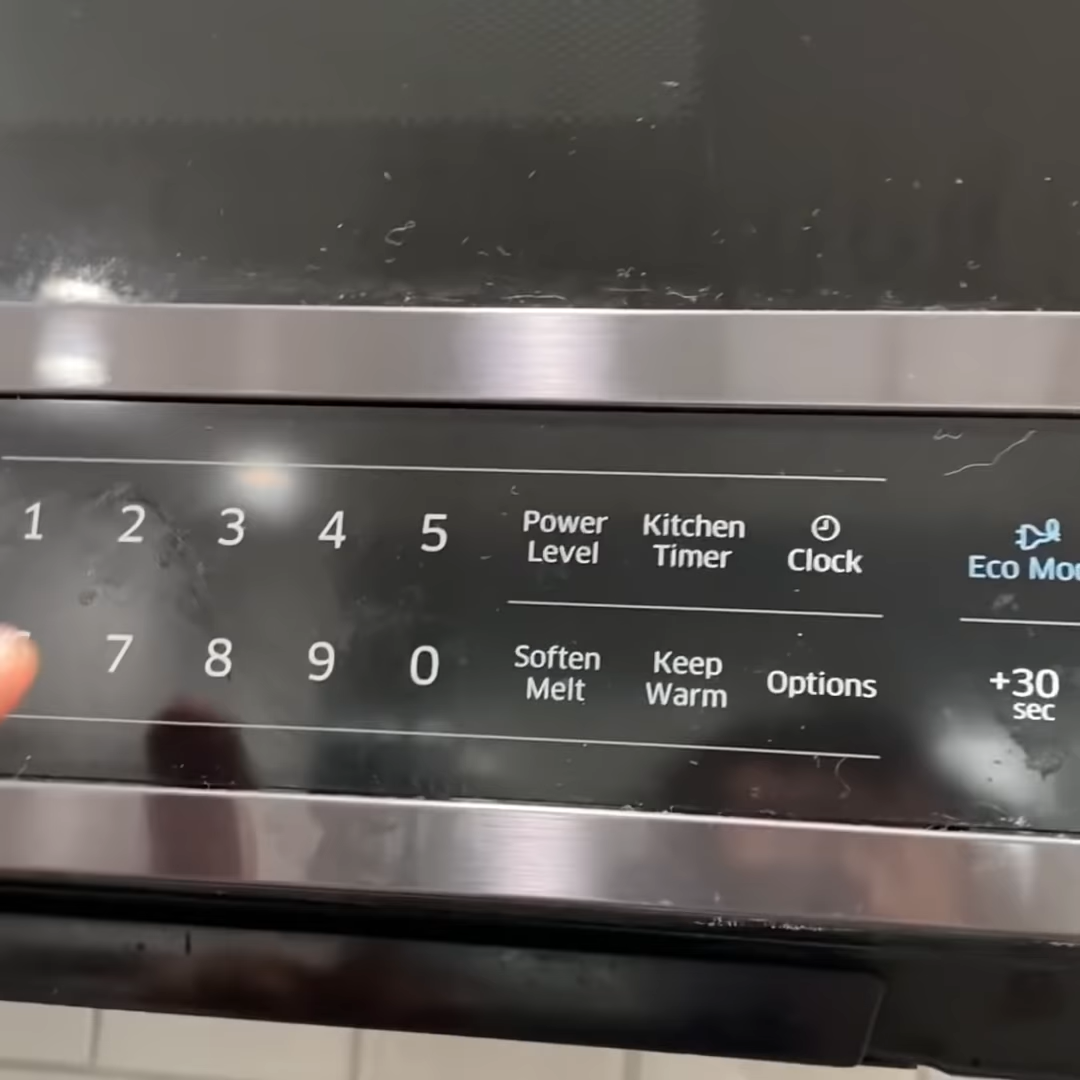 1 2 3 4 5
Power Level
Kitchen Timer
Clock
Eco
7 8 9 0
Soften Melt
Keep Warm
Options
+30 sec